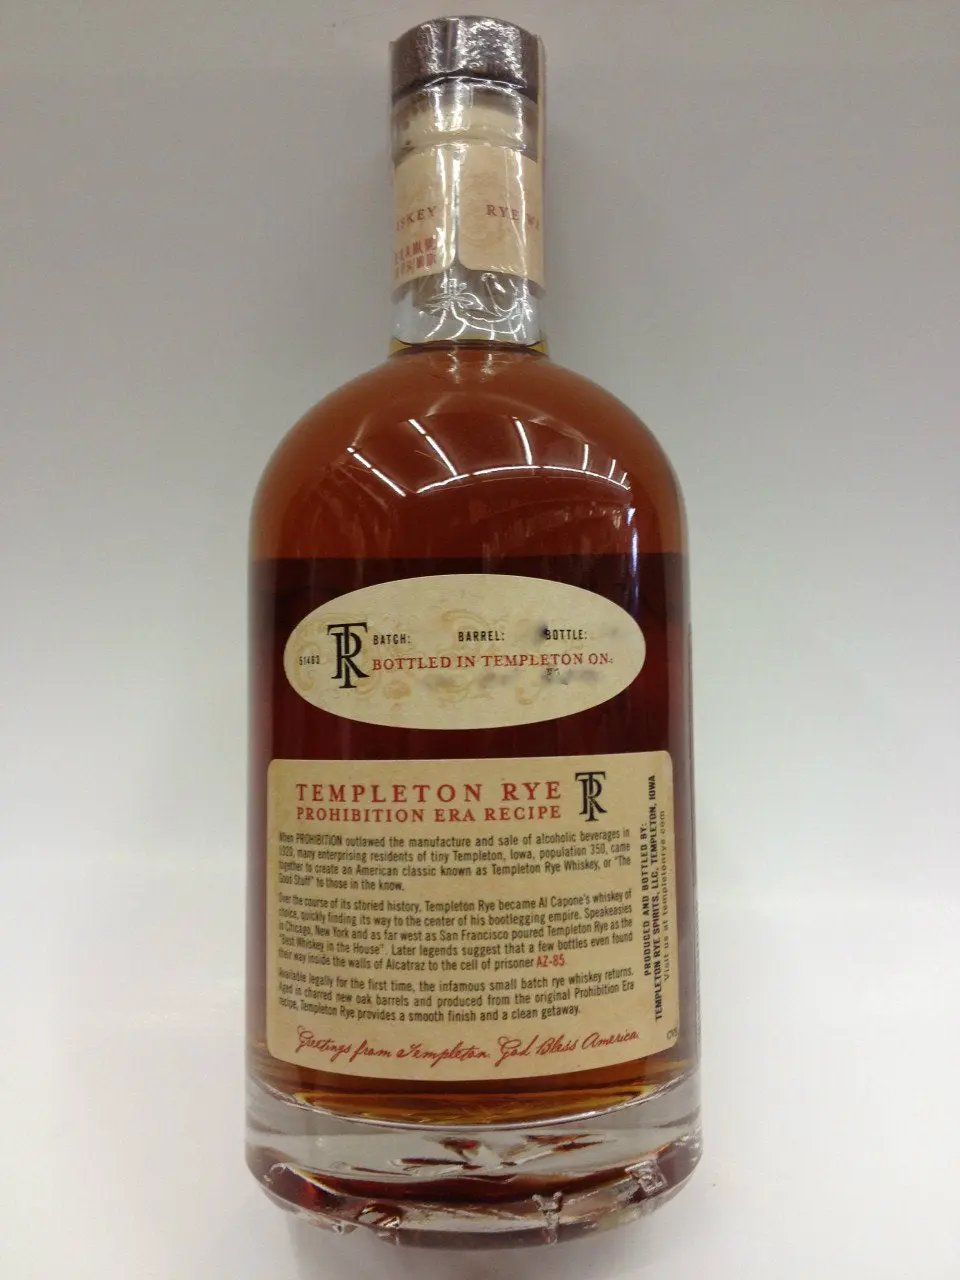 RYE
TR
BATCH: BARREL: BOTTLE:
51463
BOTTLED IN TEMPLETON ON:
TEMPLETON RYE
PROHIBITION ERA RECIPE
TR
When PROHIBITION outlawed the manufacture and sale of alcoholic beverages in
1920, many enterprising residents of tiny Templeton, Iowa, population 350, came
together to create an American classic known as Templeton Rye Whiskey, or "The
Good Stuff" to those in the know.
Over the course of its storied history, Templeton Rye became Al Capone's whiskey of
choice, quickly finding its way to the center of his bootlegging empire. Speakeasies
in Chicago, New York and as far west as San Francisco poured Templeton Rye as the
"Best Whiskey in the House". Later legends suggest that a few bottles even found
their way inside the walls of Alcatraz to the cell of prisoner AZ-85.
Available legally for the first time, the infamous small batch rye whiskey returns.
Aged in charred new oak barrels and produced from the original Prohibition Era
recipe, Templeton Rye provides a smooth finish and a clean getaway.
Greetings from Templeton. God Bless America.
PRODUCED AND BOTTLED BY:
TEMPLETON RYE SPIRITS, LLC, TEMPLETON, IOWA
Visit us at templetonrye.com